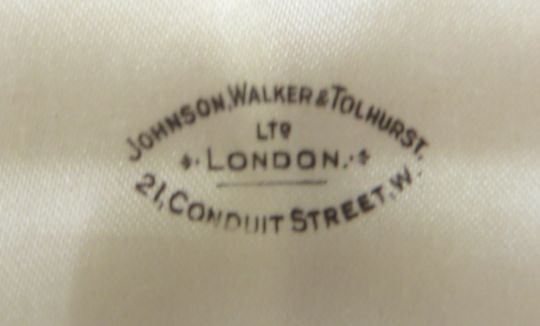 JOHNSON, WALKER & TOLHURST,
LTD
LONDON.
21, CONDUIT STREET, W.